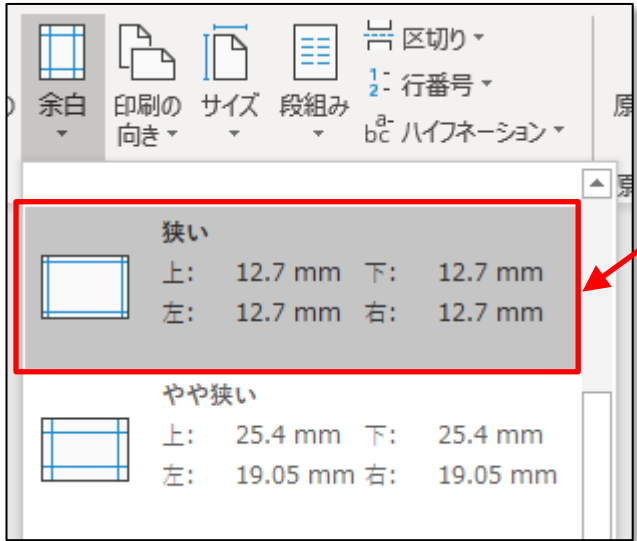 区切り
行番号
余白 印刷の向き サイズ 段組み
ハイフネーション
狭い
上: 12.7 mm 下: 12.7 mm
左: 12.7 mm 右: 12.7 mm
やや狭い
上: 25.4 mm 下: 25.4 mm
左: 19.05 mm 右: 19.05 mm